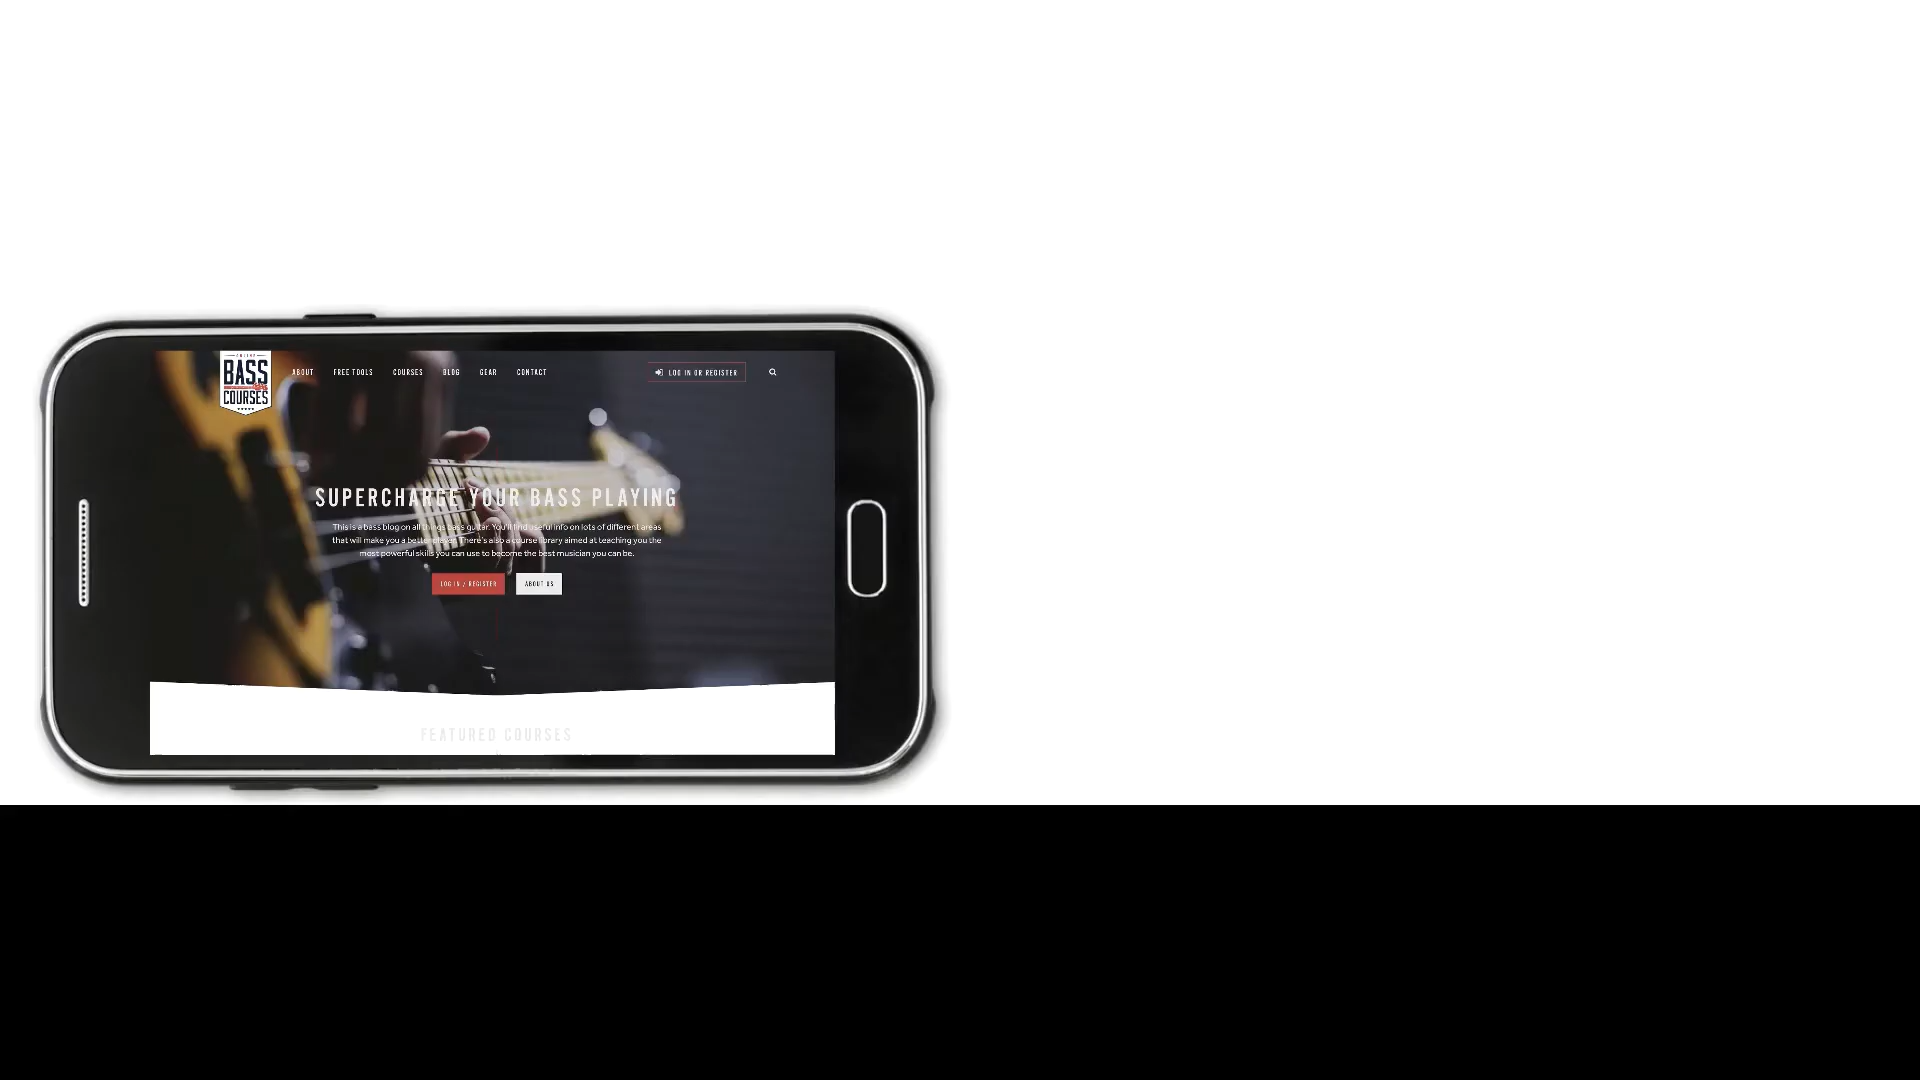 ONLINE
BASS
COURSES
ABOUT FREE TOOLS COURSES BLOG GEAR CONTACT
LOG IN OR REGISTER
SUPERCHARGE YOUR BASS PLAYING
This is a bass blog on all things bass guitar. You'll find useful info on lots of different areas
that will make you a better player. There's also a course library aimed at teaching you the
most powerful skills you can use to become the best musician you can be.
LOG IN / REGISTER ABOUT US
FEATURED COURSES